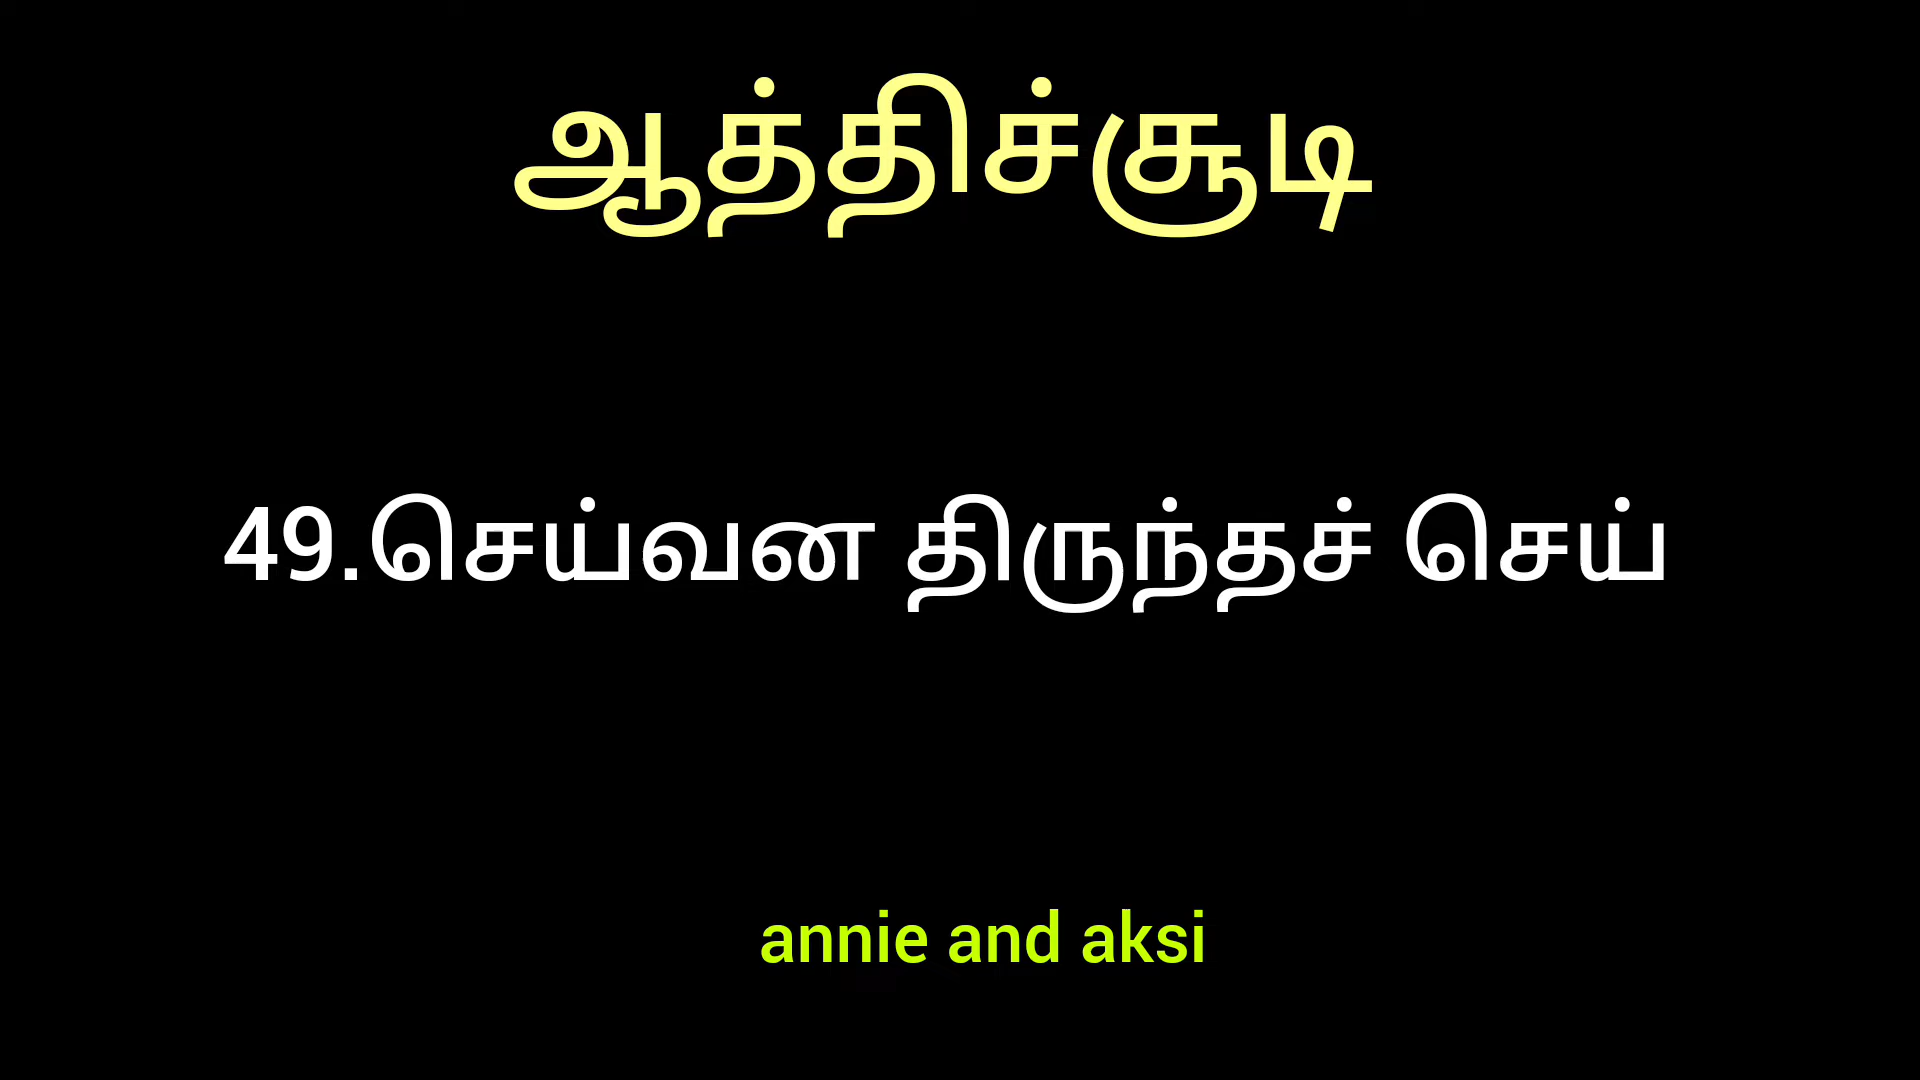 ஆத்திச்சூடி
49.செய்வன திருந்தச் செய்
annie and aksi